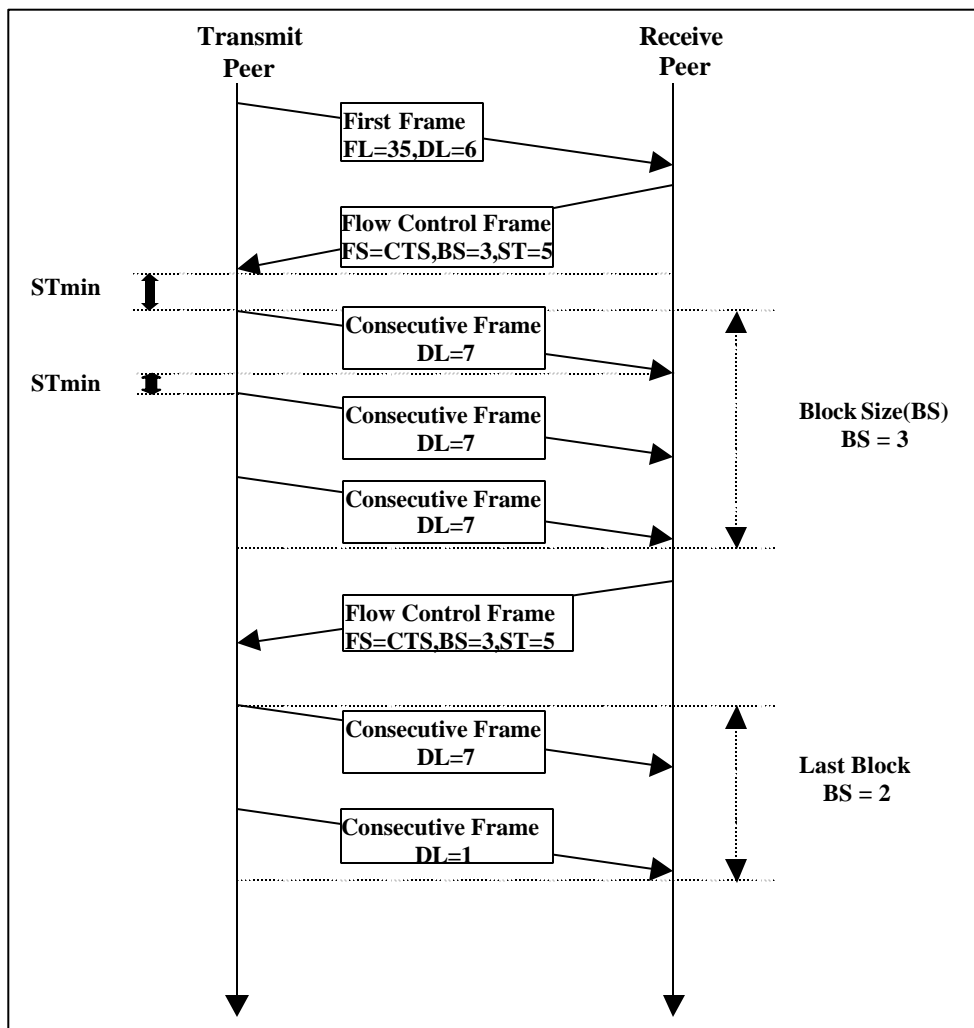 Transmit
Peer
Receive
Peer
First Frame
FL=35,DL=6
Flow Control Frame
FS=CTS,BS=3,ST=5
STmin
Consecutive Frame
DL=7
STmin
Consecutive Frame
DL=7
Block Size(BS)
BS = 3
Consecutive Frame
DL=7
Flow Control Frame
FS=CTS,BS=3,ST=5
Consecutive Frame
DL=7
Last Block
BS = 2
Consecutive Frame
DL=1